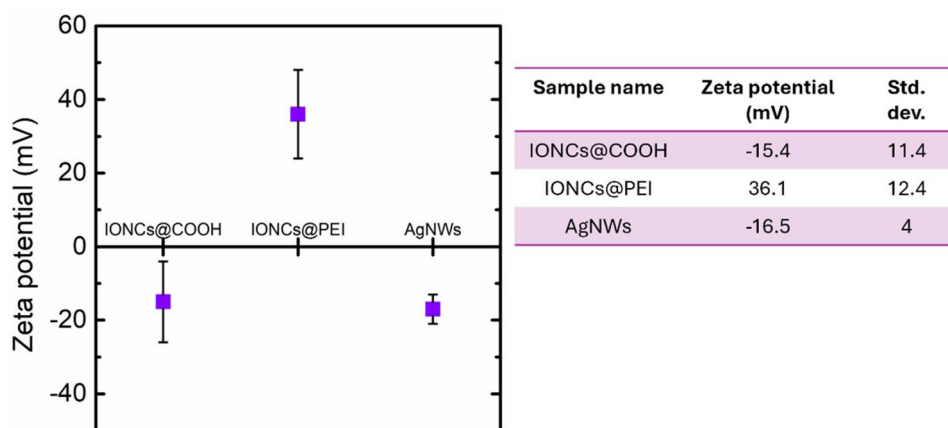 60
40
20
0
-20
-40
Zeta potential (mV)
IONCs@COOH IONCs@PEI AgNWs
Sample name Zeta potential (mV) Std. dev.
IONCs@COOH -15.4 11.4
IONCs@PEI 36.1 12.4
AgNWs -16.5 4